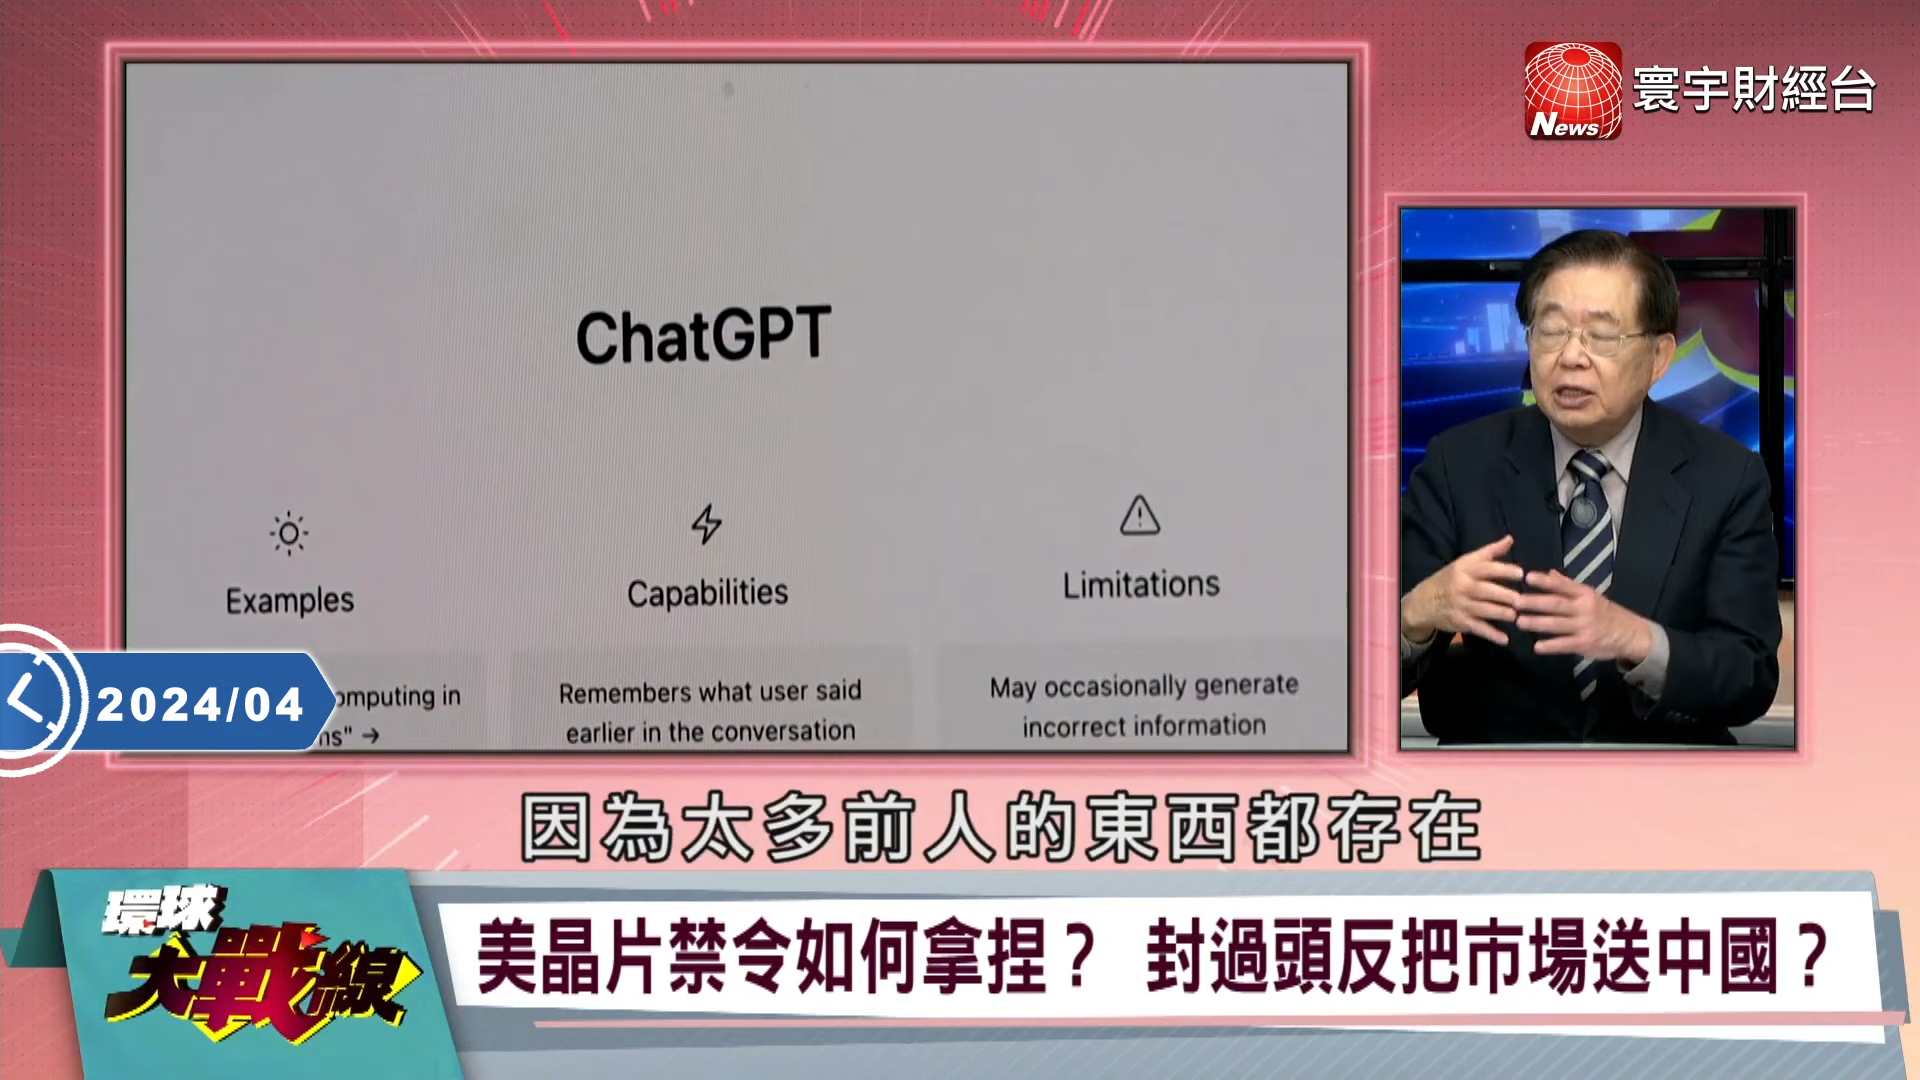 News
寰宇財經台
ChatGPT
Examples
Capabilities
Limitations
omputing in
ns" →
Remembers what user said
earlier in the conversation
May occasionally generate
incorrect information
2024/04
因為太多前人的東西都存在
環球
大戰線
美晶片禁令如何拿捏？ 封過頭反把市場送中國？